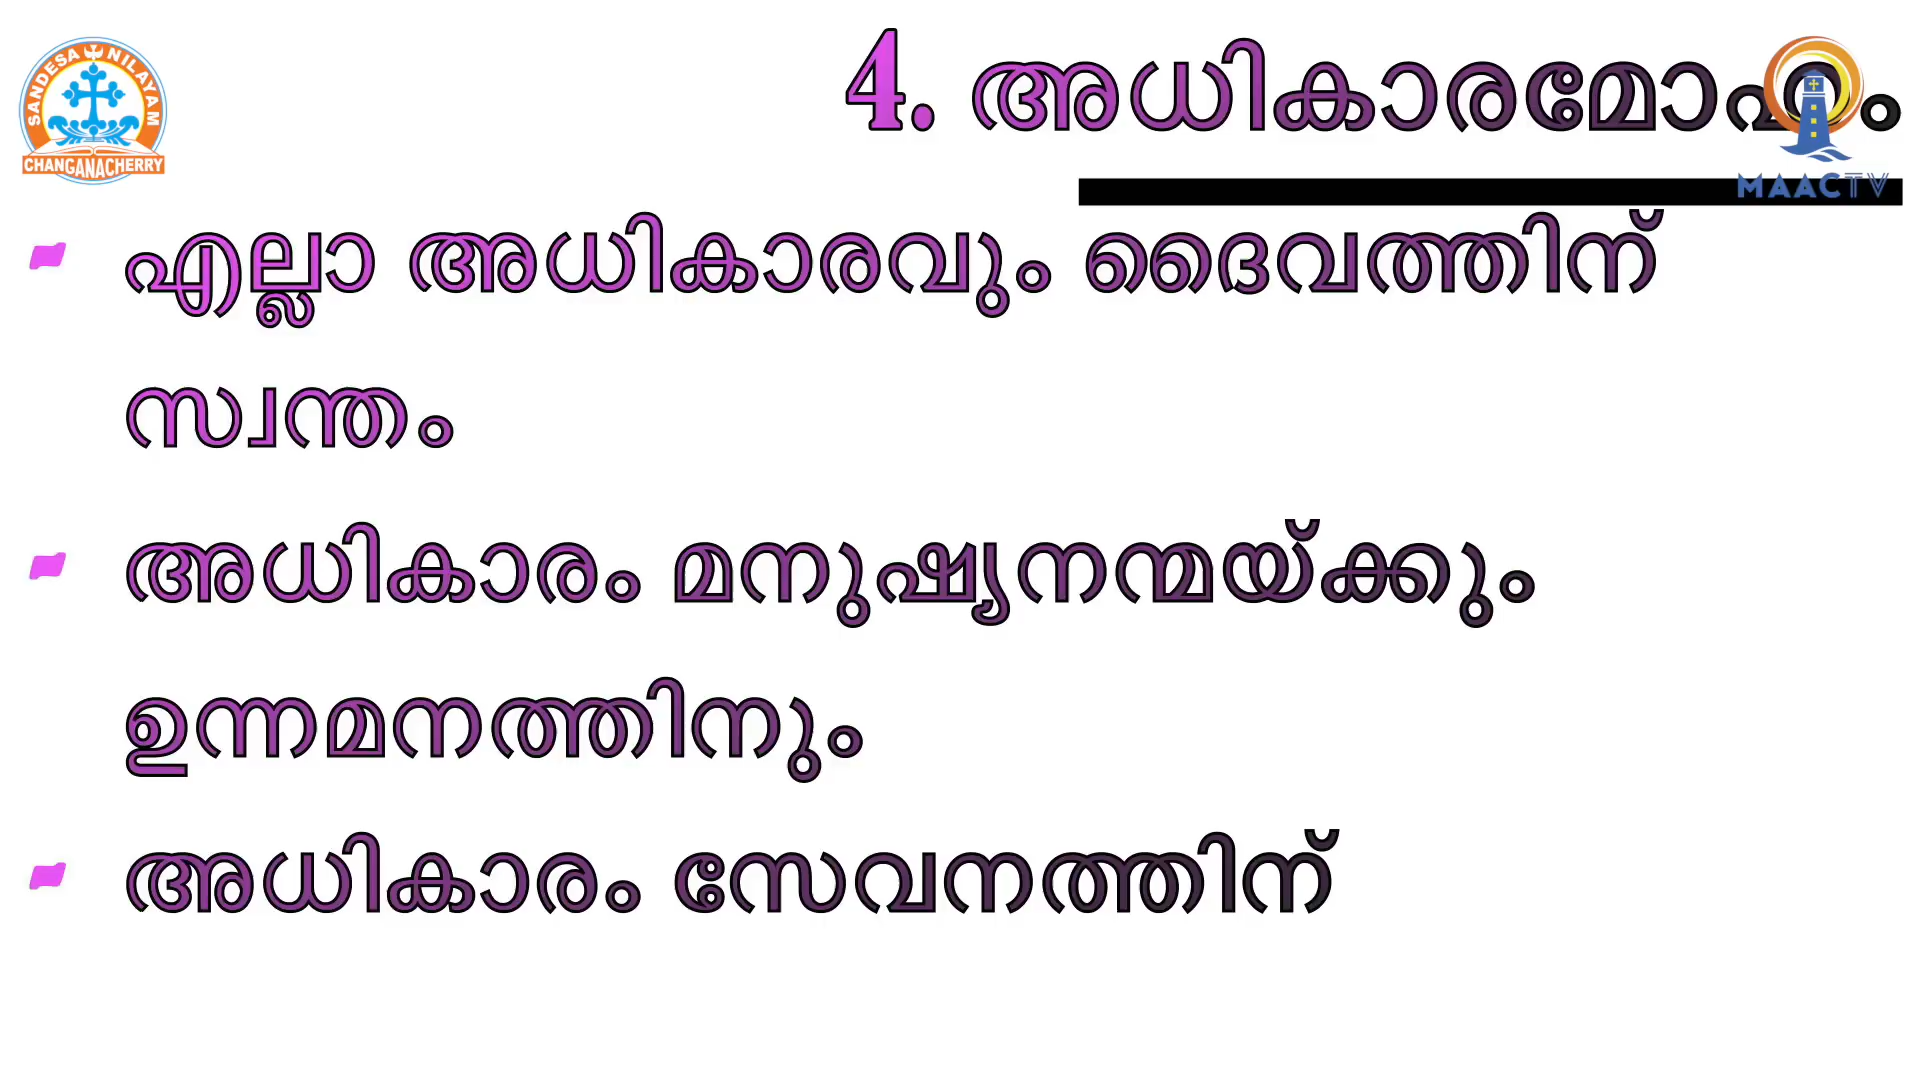 SANDESA NILAYAM
CHANGANACHERRY
4. അധികാരമോഹം
MAACTV
- എല്ലാ അധികാരവും ദൈവത്തിന്
സ്വന്തം
- അധികാരം മനുഷ്യനന്മയ്ക്കും
ഉന്നമനത്തിനും
- അധികാരം സേവനത്തിന്